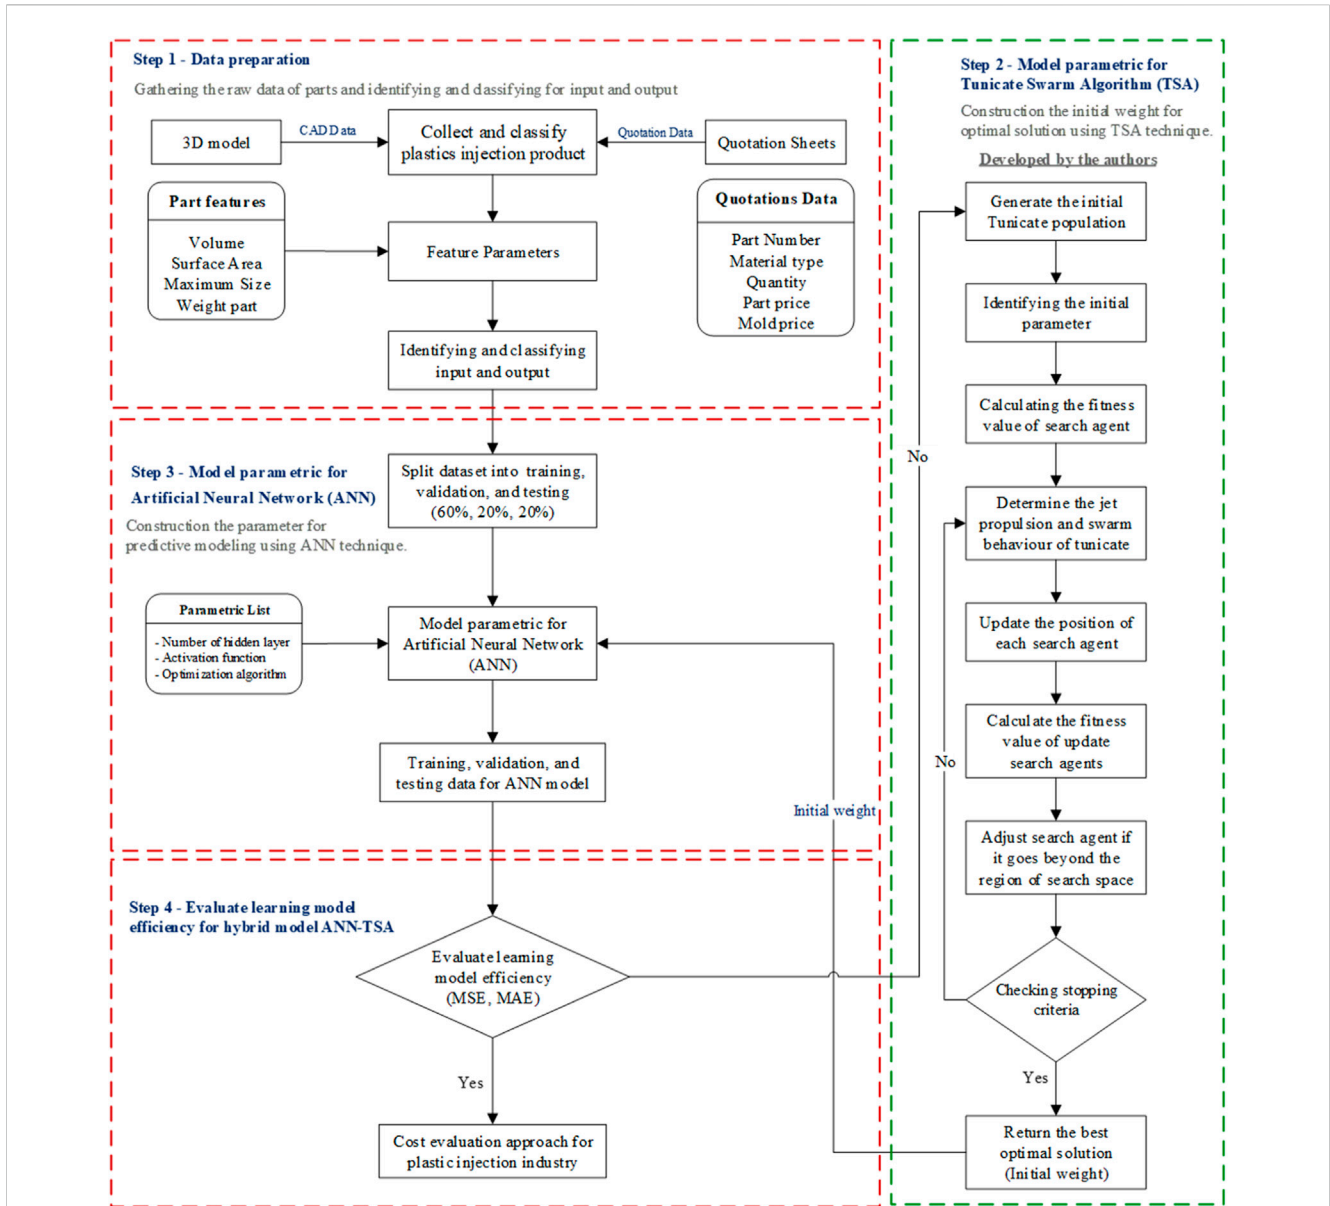 Step 1 - Data preparation
Gathering the raw data of parts and identifying and classifying for input and output
3D model
CAD Data
Collect and classify
plastics injection product
Quotation Data
Quotation Sheets
Part features
Volume
Surface Area
Maximum Size
Weight part
Feature Parameters
Quotations Data
Part Number
Material type
Quantity
Part price
Mold price
Identifying and classifying
input and output
Step 3 - Model parametric for
Artificial Neural Network (ANN)
Construction the parameter for
predictive modeling using ANN technique.
Split dataset into training,
validation, and testing
(60%, 20%, 20%)
Parametric List
- Number of hidden layer
- Activation function
- Optimization algorithm
Model parametric for
Artificial Neural Network
(ANN)
Training, validation, and
testing data for ANN model
Initial weight
Step 4 - Evaluate learning model
efficiency for hybrid model ANN-TSA
Evaluate learning
model efficiency
(MSE, MAE)
Yes
Cost evaluation approach for
plastic injection industry
Step 2 - Model parametric for
Tunicate Swarm Algorithm (TSA)
Construction the initial weight for
optimal solution using TSA technique.
Developed by the authors
Generate the initial
Tunicate population
Identifying the initial
parameter
Calculating the fitness
value of search agent
No
Determine the jet
propulsion and swarm
behaviour of tunicate
Update the position of
each search agent
Calculate the fitness
value of update
search agents
No
Adjust search agent if
it goes beyond the
region of search space
Checking stopping
criteria
Yes
Return the best
optimal solution
(Initial weight)